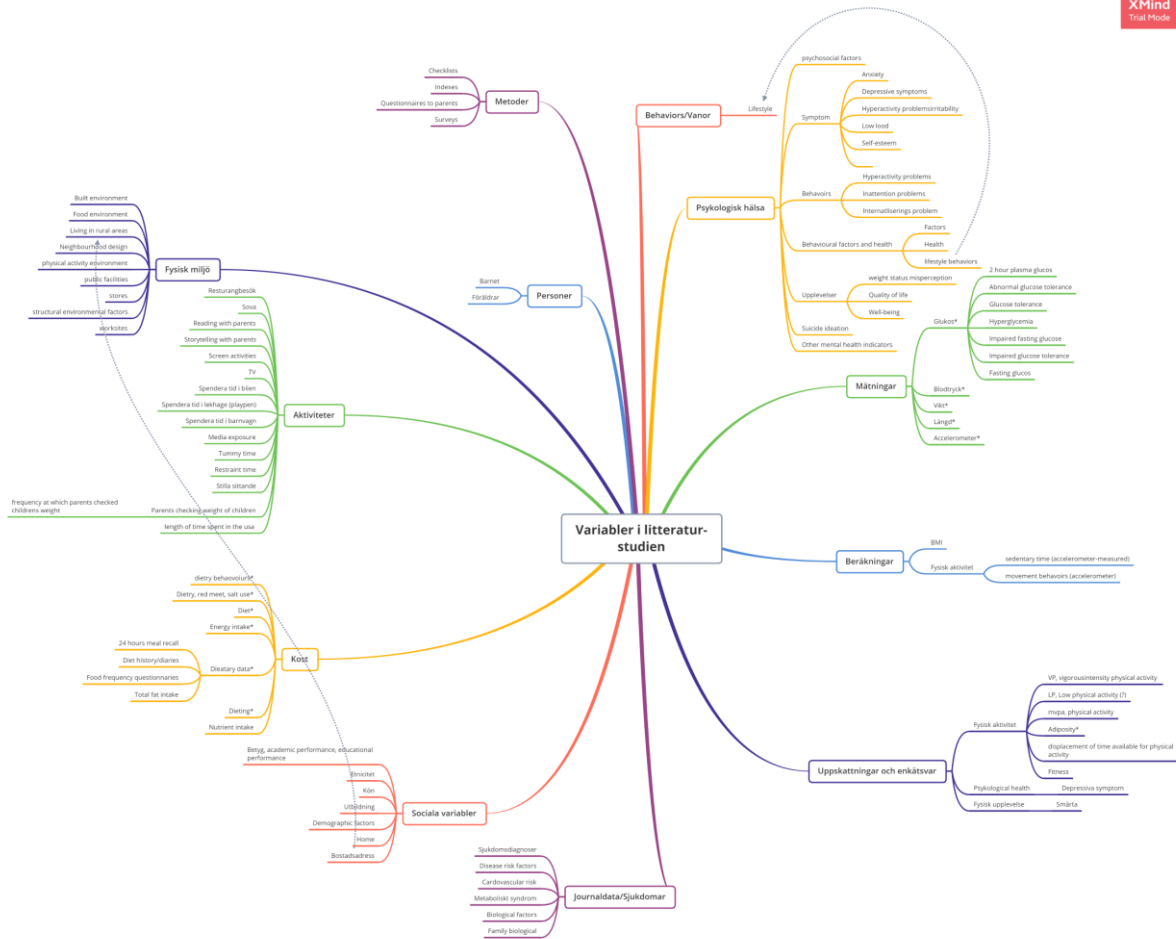 XMind
Trial Mode
Variabler i litteratur-
studien
Metoder
Checklists
Indexes
Questionnaires to parents
Surveys
Behaviors/Vanor
Lifestyle
Psykologisk hälsa
psychosocial factors
Symptom
Anxiety
Depressive symptoms
Hyperactivity problemsirritability
Low lood
Self-esteem
Behavoirs
Hyperactivity problems
Inattention problems
Internatliserings problem
Behavioural factors and health
Factors
Health
lifestyle behaviors
Upplevelser
weight status misperception
Quality of life
Well-being
Suicide ideation
Other mental health indicators
Personer
Barnet
Föräldrar
Fysisk miljö
Built environment
Food environment
Living in rural areas
Neighbourhood design
physical activity environment
public facilities
stores
structural environmental factors
worksites
Aktiviteter
Resturangbesök
Sova
Reading with parents
Storytelling with parents
Screen activities
TV
Spendera tid i bilen
Spendera tid i lekhage (playpen)
Spendera tid i barnvagn
Media exposure
Tummy time
Restraint time
Stilla sittande
Parents checking weight of children
frequency at which parents checked
childrens weight
length of time spent in the usa
Mätningar
Glukos*
2 hour plasma glucos
Abnormal glucose tolerance
Glucose tolerance
Hyperglycemia
Impaired fasting glucose
Impaired glucose tolerance
Fasting glucos
Blodtryck*
Vikt*
Längd*
Accelerometer*
Beräkningar
BMI
Fysisk aktivitet
sedentary time (accelerometer-measured)
movement behavoirs (accelerometer)
Kost
dietry behaovoiurs*
Dietry, red meet, salt use*
Diet*
Energy intake*
Dieatary data*
24 hours meal recall
Diet history/diaries
Food frequency questionnaries
Total fat intake
Dieting*
Nutrient intake
Sociala variabler
Betyg, academic performance, educational
performance
Etnicitet
Kön
Utbildning
Demographic factors
Home
Bostadsadress
Uppskattningar och enkätsvar
Fysisk aktivitet
VP, vigorousintensity physical activity
LP, Low physical activity (?)
mvpa, physical activity
Adiposity*
displacement of time available for physical
activity
Fitness
Psykological health
Depressiva symptom
Fysisk upplevelse
Smärta
Journaldata/Sjukdomar
Sjukdomsdiagnoser
Disease risk factors
Cardovascular risk
Metaboliskt syndrom
Biological factors
Family biological